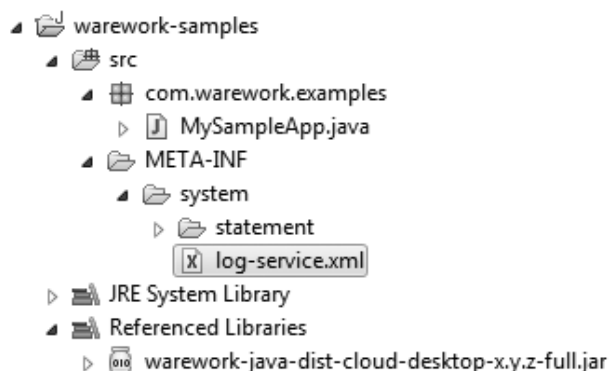 warework-samples
src
com.warework.examples
MySampleApp.java
META-INF
system
statement
log-service.xml
JRE System Library
Referenced Libraries
warework-java-dist-cloud-desktop-x.y.z-full.jar